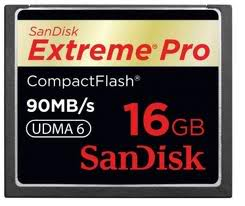 SanDisk
Extreme® Pro
CompactFlash®
90MB/s
UDMA 6
16GB
SanDisk